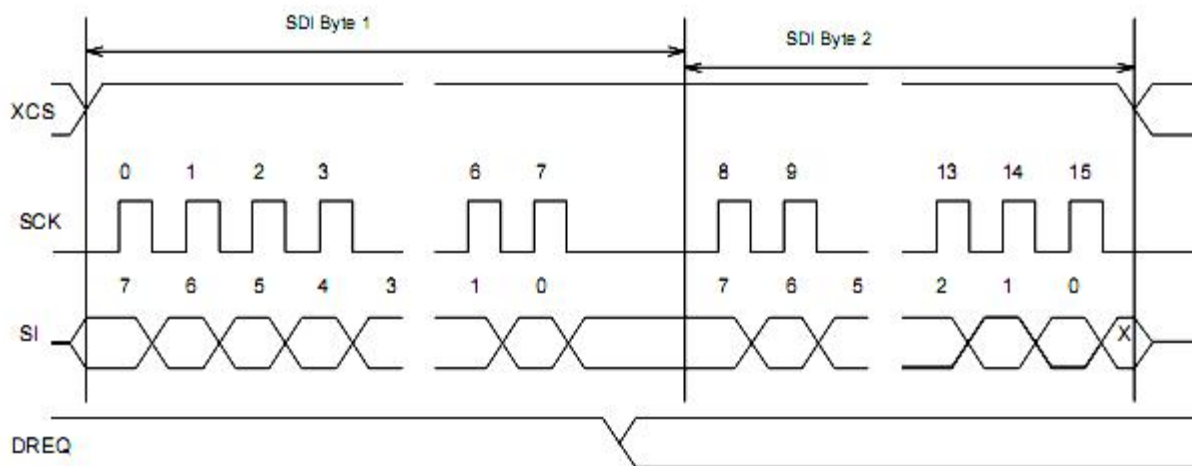 SDI Byte 1
SDI Byte 2
XCS
0 1 2 3 6 7 8 9 13 14 15
SCK
7 6 5 4 3 1 0 7 6 5 2 1 0
SI X
DREQ